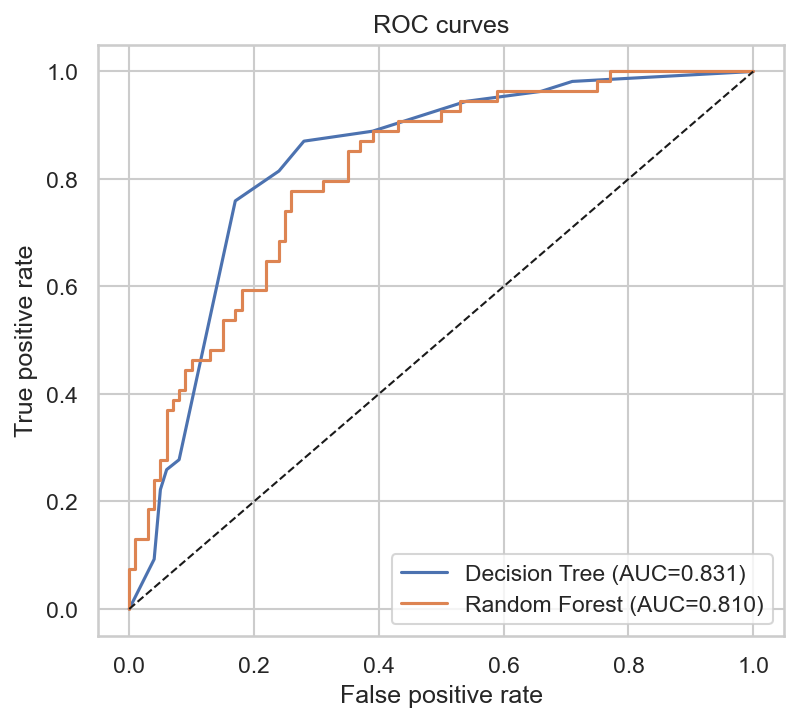 ROC curves
True positive rate
1.0
0.8
0.6
0.4
0.2
0.0
Decision Tree (AUC=0.831)
Random Forest (AUC=0.810)
0.0 0.2 0.4 0.6 0.8 1.0
False positive rate